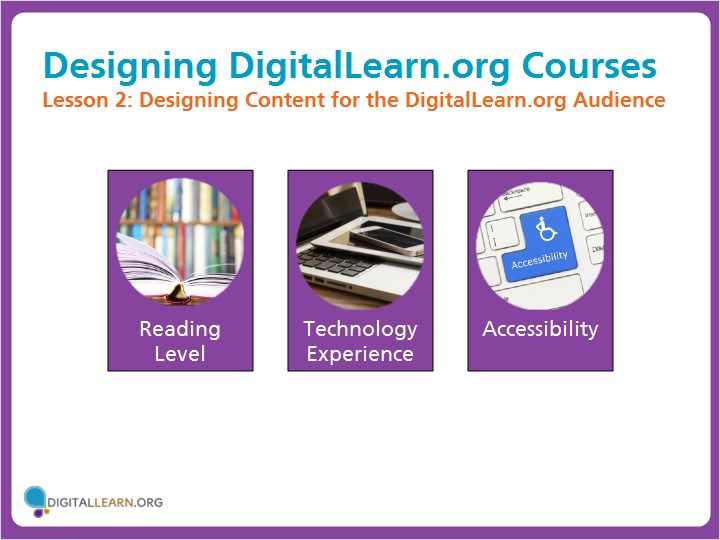 Designing DigitalLearn.org Courses
Lesson 2: Designing Content for the DigitalLearn.org Audience
Reading
Level
Technology
Experience
Backspace
Accessibility
Accessibility
DIGITALLEARN.ORG